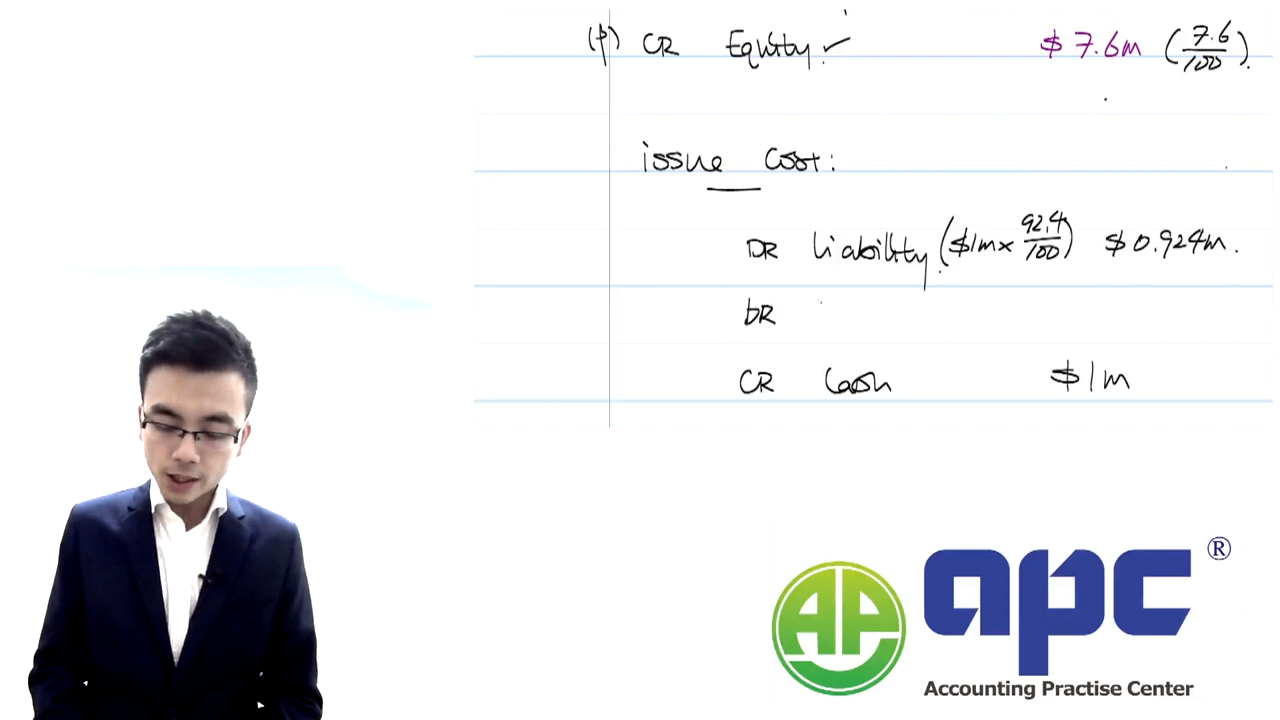 (β) CR Equity ✓ $7.6m (7.6/100).
issue cost:
DR liability ($1m x 92.4/100) $0.924m.
DR
CR Cash $1m
AP
apc ®
Accounting Practise Center